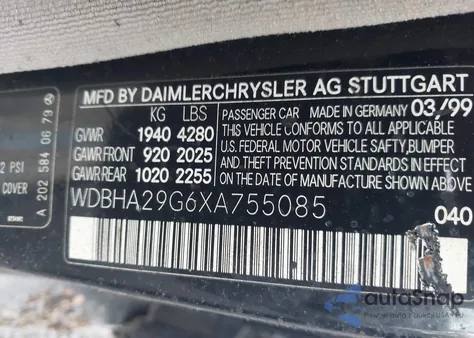 MFD BY DAIMLERCHRYSLER AG STUTTGART
KG LBS
GVWR 1940 4280
GAWR FRONT 920 2025
GAWR REAR 1020 2255
PASSENGER CAR MADE IN GERMANY 03/99
THIS VEHICLE CONFORMS TO ALL APPLICABLE
U.S. FEDERAL MOTOR VEHICLE SAFTY,BUMPER
AND THEFT PREVENTION STANDARDS IN EFFECT
ON THE DATE OF MANUFACTURE SHOWN ABOVE
WDBHA29G6XA755085
040
2 PSI
COVER
A 202 584 06 79
autoShop